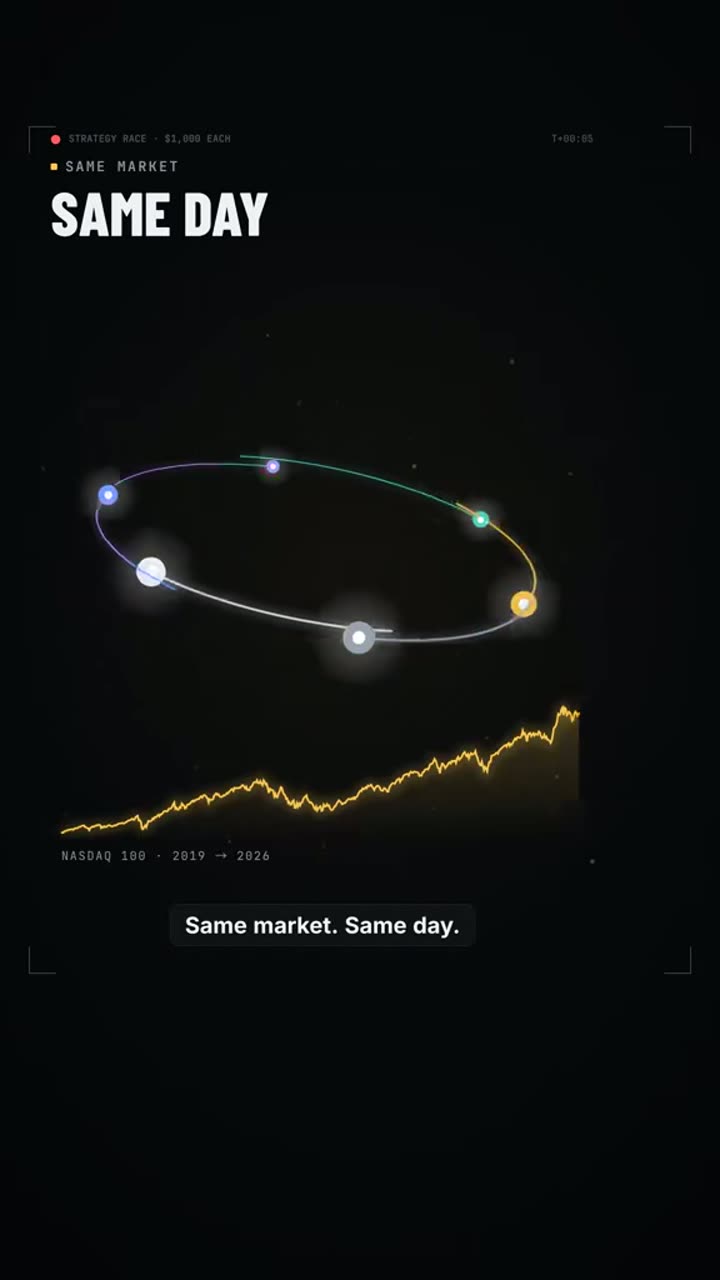 STRATEGY RACE · $1,000 EACH
T+00:05
SAME MARKET
SAME DAY
NASDAQ 100 · 2019 → 2026
Same market. Same day.